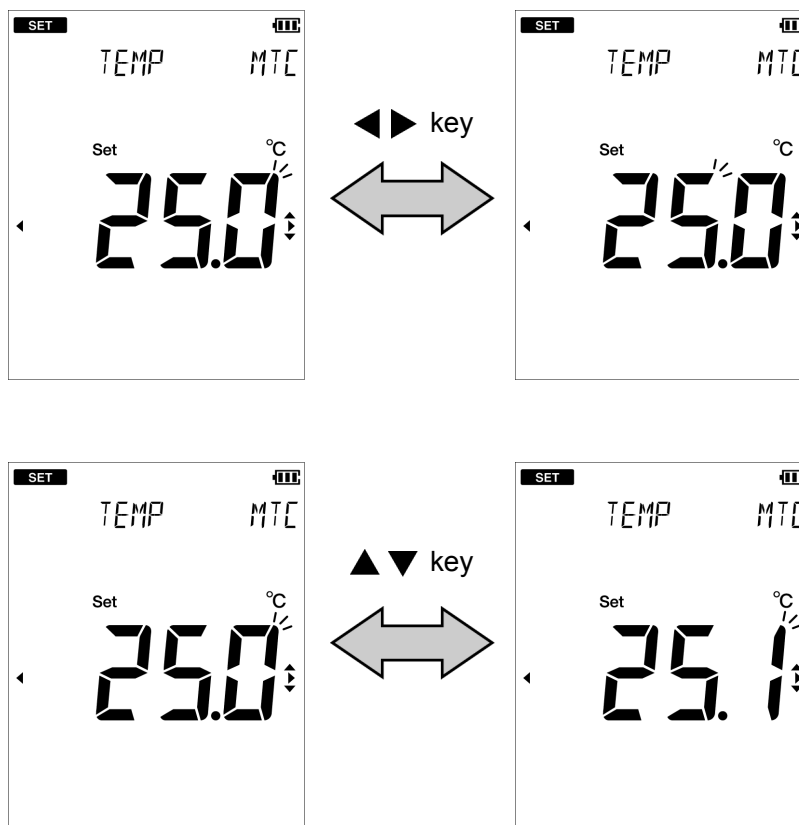 SET
TEMP MTC
Set °C
25.0
◀▶ key
SET
TEMP MTC
Set °C
25.0
SET
TEMP MTC
Set °C
25.0
▲▼ key
SET
TEMP MTC
Set °C
25.1